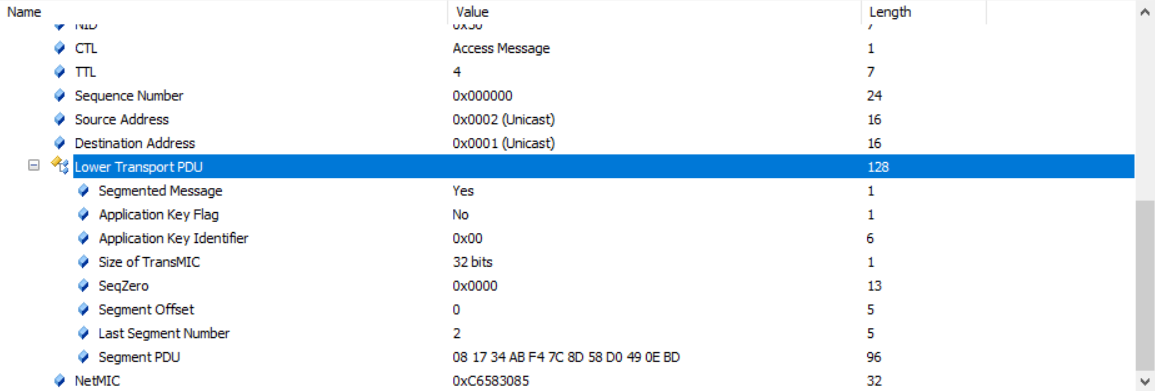 Name Value Length
NID 0x50 7
CTL Access Message 1
TTL 4 7
Sequence Number 0x000000 24
Source Address 0x0002 (Unicast) 16
Destination Address 0x0001 (Unicast) 16
Lower Transport PDU 128
Segmented Message Yes 1
Application Key Flag No 1
Application Key Identifier 0x00 6
Size of TransMIC 32 bits 1
SeqZero 0x0000 13
Segment Offset 0 5
Last Segment Number 2 5
Segment PDU 08 17 34 AB F4 7C 8D 58 D0 49 0E BD 96
NetMIC 0xC6583085 32